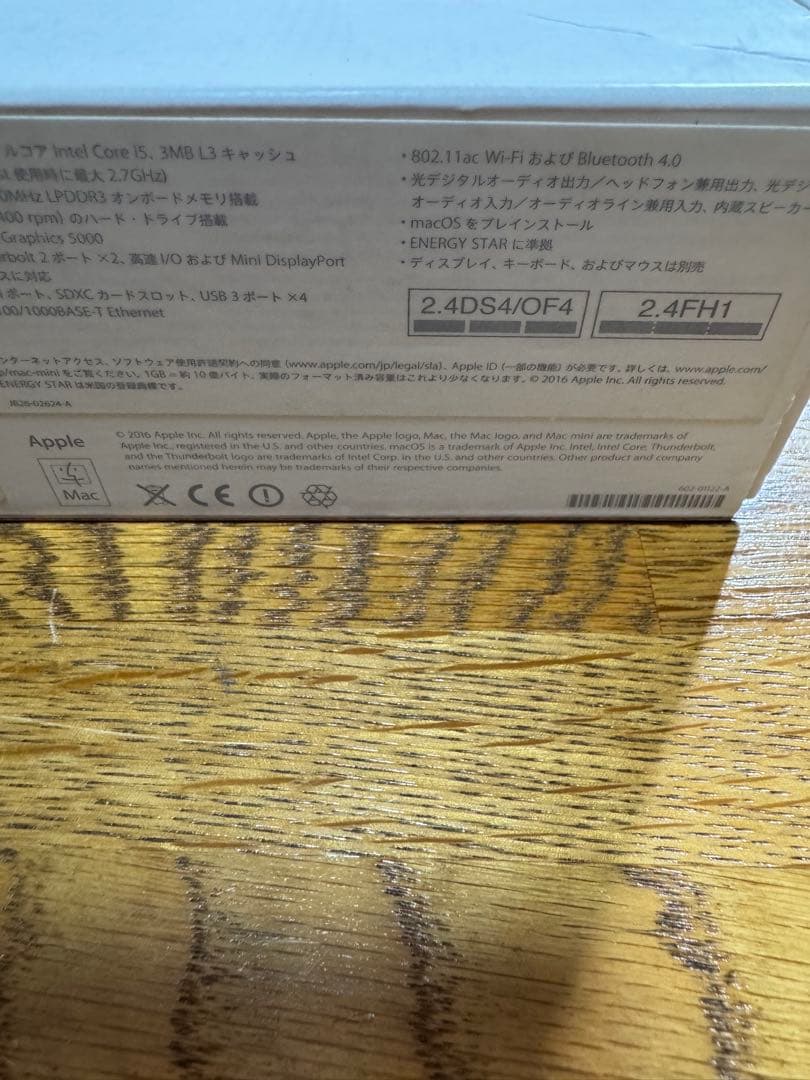 ルコア Intel Core i5、3MB L3 キャッシュ
使用時に最大 2.7GHz)
0MHz LPDDR3 オンボードメモリ搭載
400 rpm) のハード・ドライブ搭載
Graphics 5000
rbolt 2 ポート ×2、高速 I/O および Mini DisplayPort
スに対応
ポート、SDXC カードスロット、USB 3 ポート ×4
100/1000BASE-T Ethernet
・802.11ac Wi-Fi および Bluetooth 4.0
・光デジタルオーディオ出力／ヘッドフォン兼用出力、光デジ
オーディオ入力／オーディオライン兼用入力、内蔵スピーカー
・macOS をプレインストール
・ENERGY STAR に準拠
・ディスプレイ、キーボード、およびマウスは別売
2.4DS4/OF4
2.4FH1
ンターネットアクセス、ソフトウェア使用許諾契約への同意 (www.apple.com/jp/legal/sla)、Apple ID (一部の機能) が必要です。詳しくは、www.apple.com/
p/mac-mini をご覧ください。1GB = 約 10 億バイト、実際のフォーマット済み容量はこれより少なくなります。© 2016 Apple Inc. All rights reserved.
ENERGY STAR は米国の登録商標です。
JB26-02624-A
Apple
Mac
© 2016 Apple Inc. All rights reserved. Apple, the Apple logo, Mac, the Mac logo, and Mac mini are trademarks of
Apple Inc., registered in the U.S. and other countries. macOS is a trademark of Apple Inc. Intel, Intel Core, Thunderbolt,
and the Thunderbolt logo are trademarks of Intel Corp. in the U.S. and other countries. Other product and company
names mentioned herein may be trademarks of their respective companies.
CE
602-01122-A